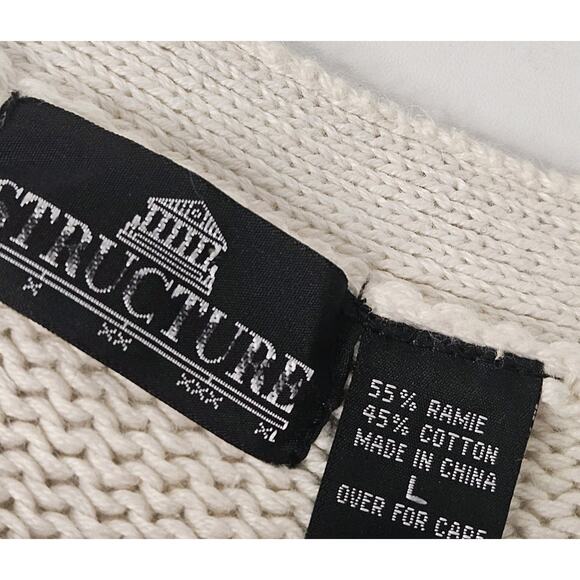 STRUCTURE
55% RAMIE
45% COTTON
MADE IN CHINA
L
OVER FOR CARE